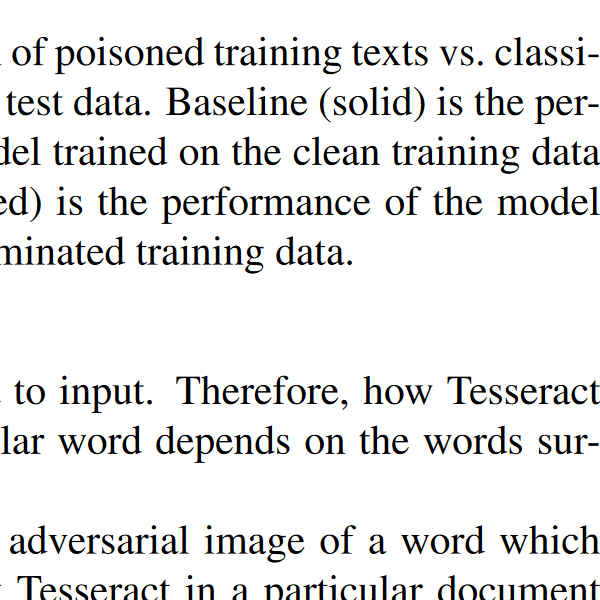 of poisoned training texts vs. classi-
test data. Baseline (solid) is the per-
del trained on the clean training data
ed) is the performance of the model
minated training data.
to input. Therefore, how Tesseract
lar word depends on the words sur-
adversarial image of a word which
Tesseract in a particular document